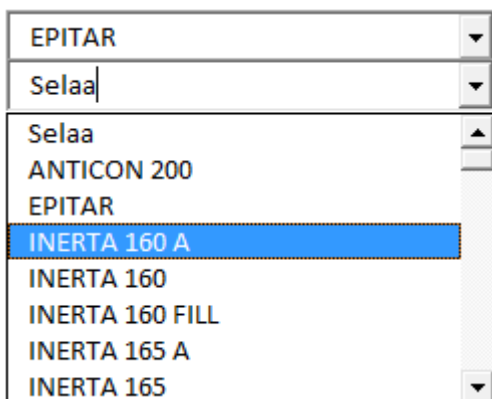 EPITAR
Selaa
Selaa
ANTICON 200
EPITAR
INERTA 160 A
INERTA 160
INERTA 160 FILL
INERTA 165 A
INERTA 165